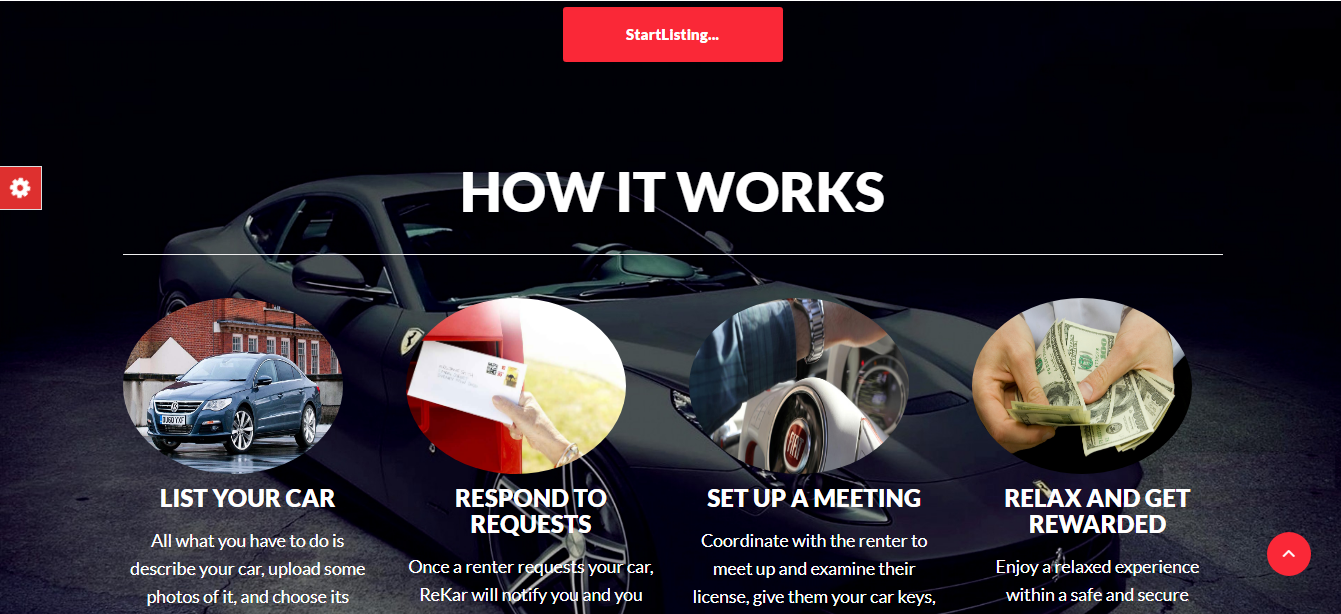 StartListing...
HOW IT WORKS
LIST YOUR CAR
All what you have to do is
describe your car, upload some
photos of it, and choose its
RESPOND TO
REQUESTS
Once a renter requests your car,
ReKar will notify you and you
SET UP A MEETING
Coordinate with the renter to
meet up and examine their
license, give them your car keys,
RELAX AND GET
REWARDED
Enjoy a relaxed experience
within a safe and secure
FIAT